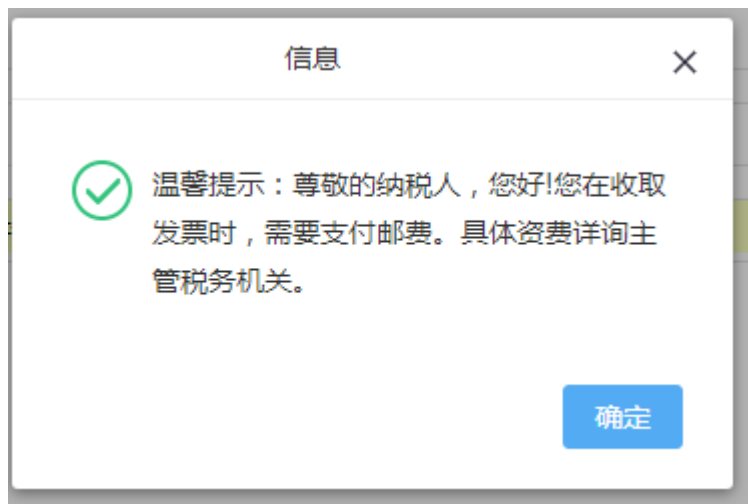 信息
温馨提示：尊敬的纳税人，您好!您在收取
发票时，需要支付邮费。具体资费详询主
管税务机关。
确定